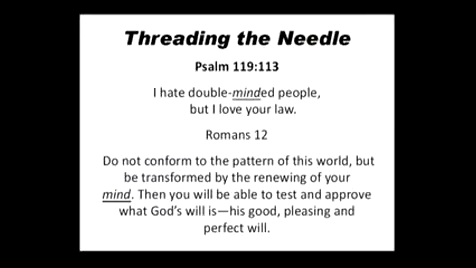 Threading the Needle
Psalm 119:113
I hate double-minded people,
but I love your law.
Romans 12
Do not conform to the pattern of this world, but
be transformed by the renewing of your
mind. Then you will be able to test and approve
what God's will is—his good, pleasing and
perfect will.